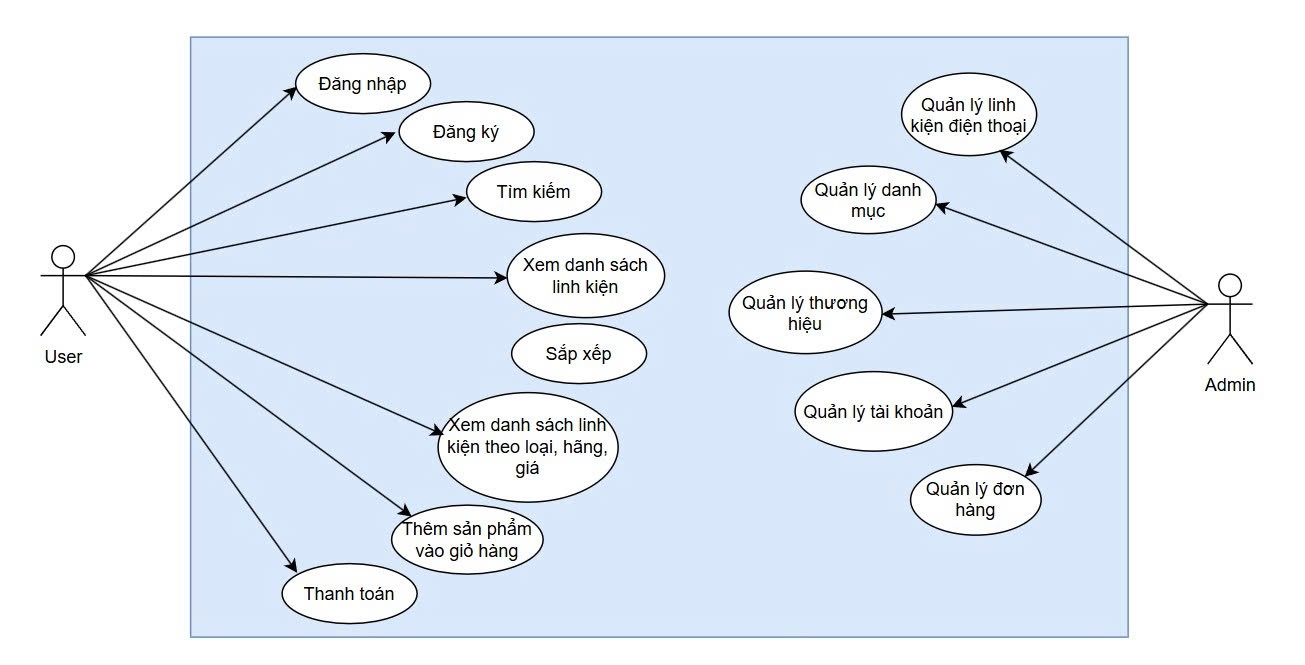 Đăng nhập
Đăng ký
Tìm kiếm
Xem danh sách
linh kiện
Sắp xếp
Xem danh sách linh
kiện theo loại, hãng,
giá
Thêm sản phẩm
vào giỏ hàng
Thanh toán
User
Quản lý linh
kiện điện thoại
Quản lý danh
mục
Quản lý thương
hiệu
Quản lý tài khoản
Quản lý đơn
hàng
Admin